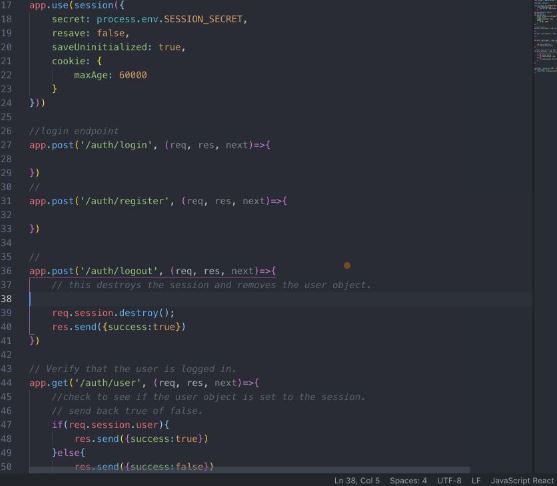 17 app.use(session({
18 secret: process.env.SESSION_SECRET,
19 resave: false,
20 saveUninitialized: true,
21 cookie: {
22 maxAge: 60000
23 }
24 }))
25
26 //login endpoint
27 app.post('/auth/login', (req, res, next)=>{
28
29 })
30 //
31 app.post('/auth/register', (req, res, next)=>{
32
33 })
34
35 //
36 app.post('/auth/logout', (req, res, next)=>{
37 // this destroys the session and removes the user object.
38
39 req.session.destroy();
40 res.send({success:true})
41 })
42
43 // Verify that the user is logged in.
44 app.get('/auth/user', (req, res, next)=>{
45 //check to see if the user object is set to the session.
46 // send back true of false.
47 if(req.session.user){
48 res.send({success:true})
49 }else{
50 res.send({success:false})
Ln 38, Col 5 Spaces: 4 UTF-8 LF JavaScript React